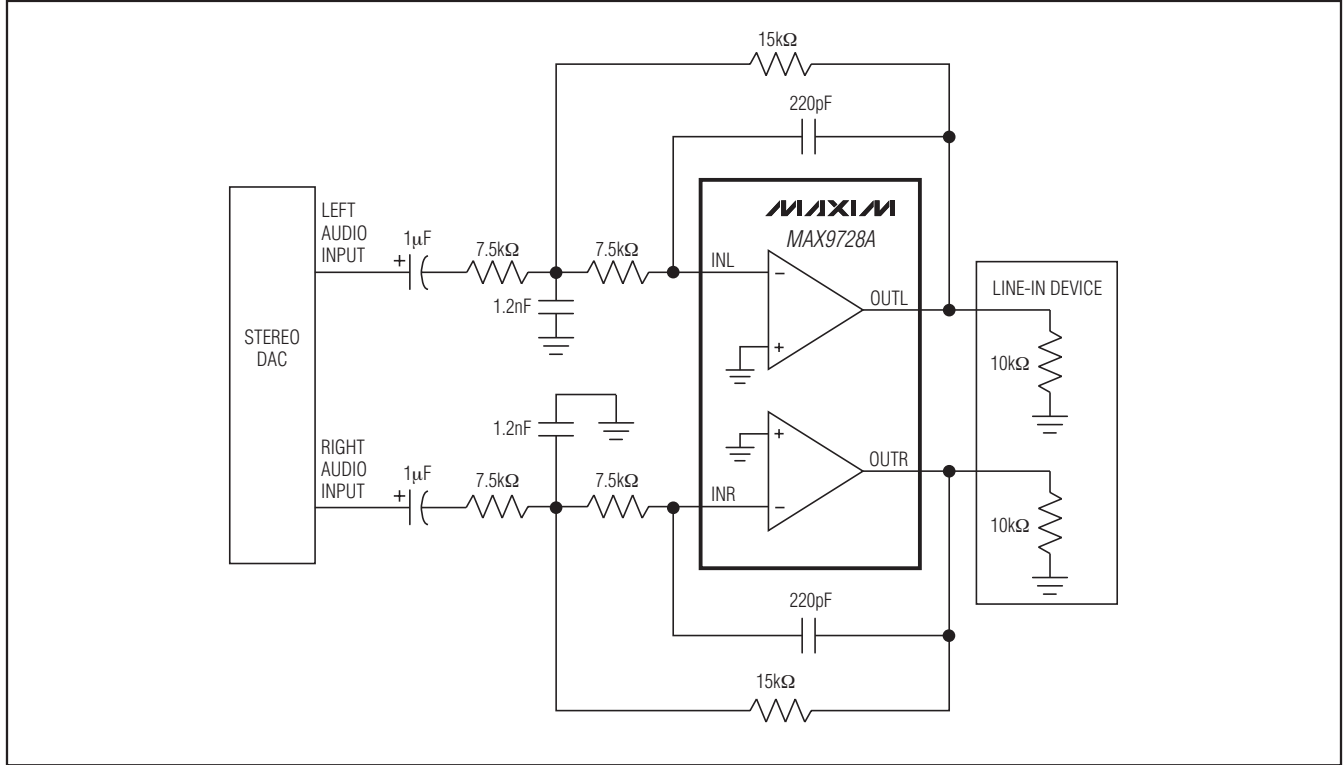 15kΩ
220pF
LEFT
AUDIO
INPUT
1μF
+
7.5kΩ
7.5kΩ
1.2nF
MAXIM
MAX9728A
INL
−
+
OUTL
LINE-IN DEVICE
10kΩ
STEREO
DAC
1.2nF
RIGHT
AUDIO
INPUT
1μF
+
7.5kΩ
7.5kΩ
INR
+
−
OUTR
10kΩ
220pF
15kΩ